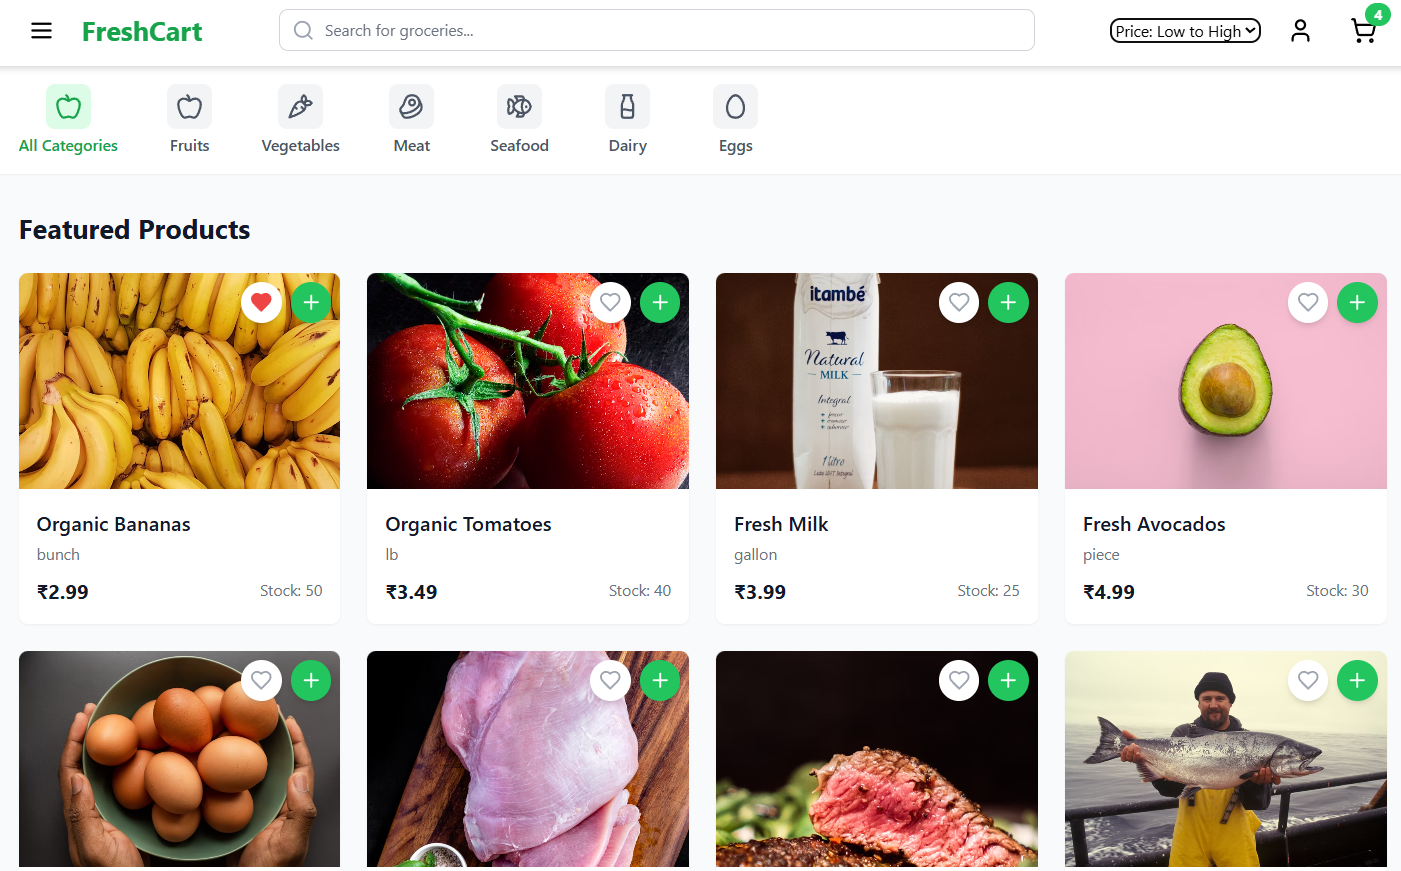 FreshCart
Search for groceries...
Price: Low to High
4
All Categories
Fruits
Vegetables
Meat
Seafood
Dairy
Eggs
Featured Products
itambé
Natural
MILK
Integral
1 litro
Organic Bananas
bunch
₹2.99
Stock: 50
Organic Tomatoes
lb
₹3.49
Stock: 40
Fresh Milk
gallon
₹3.99
Stock: 25
Fresh Avocados
piece
₹4.99
Stock: 30